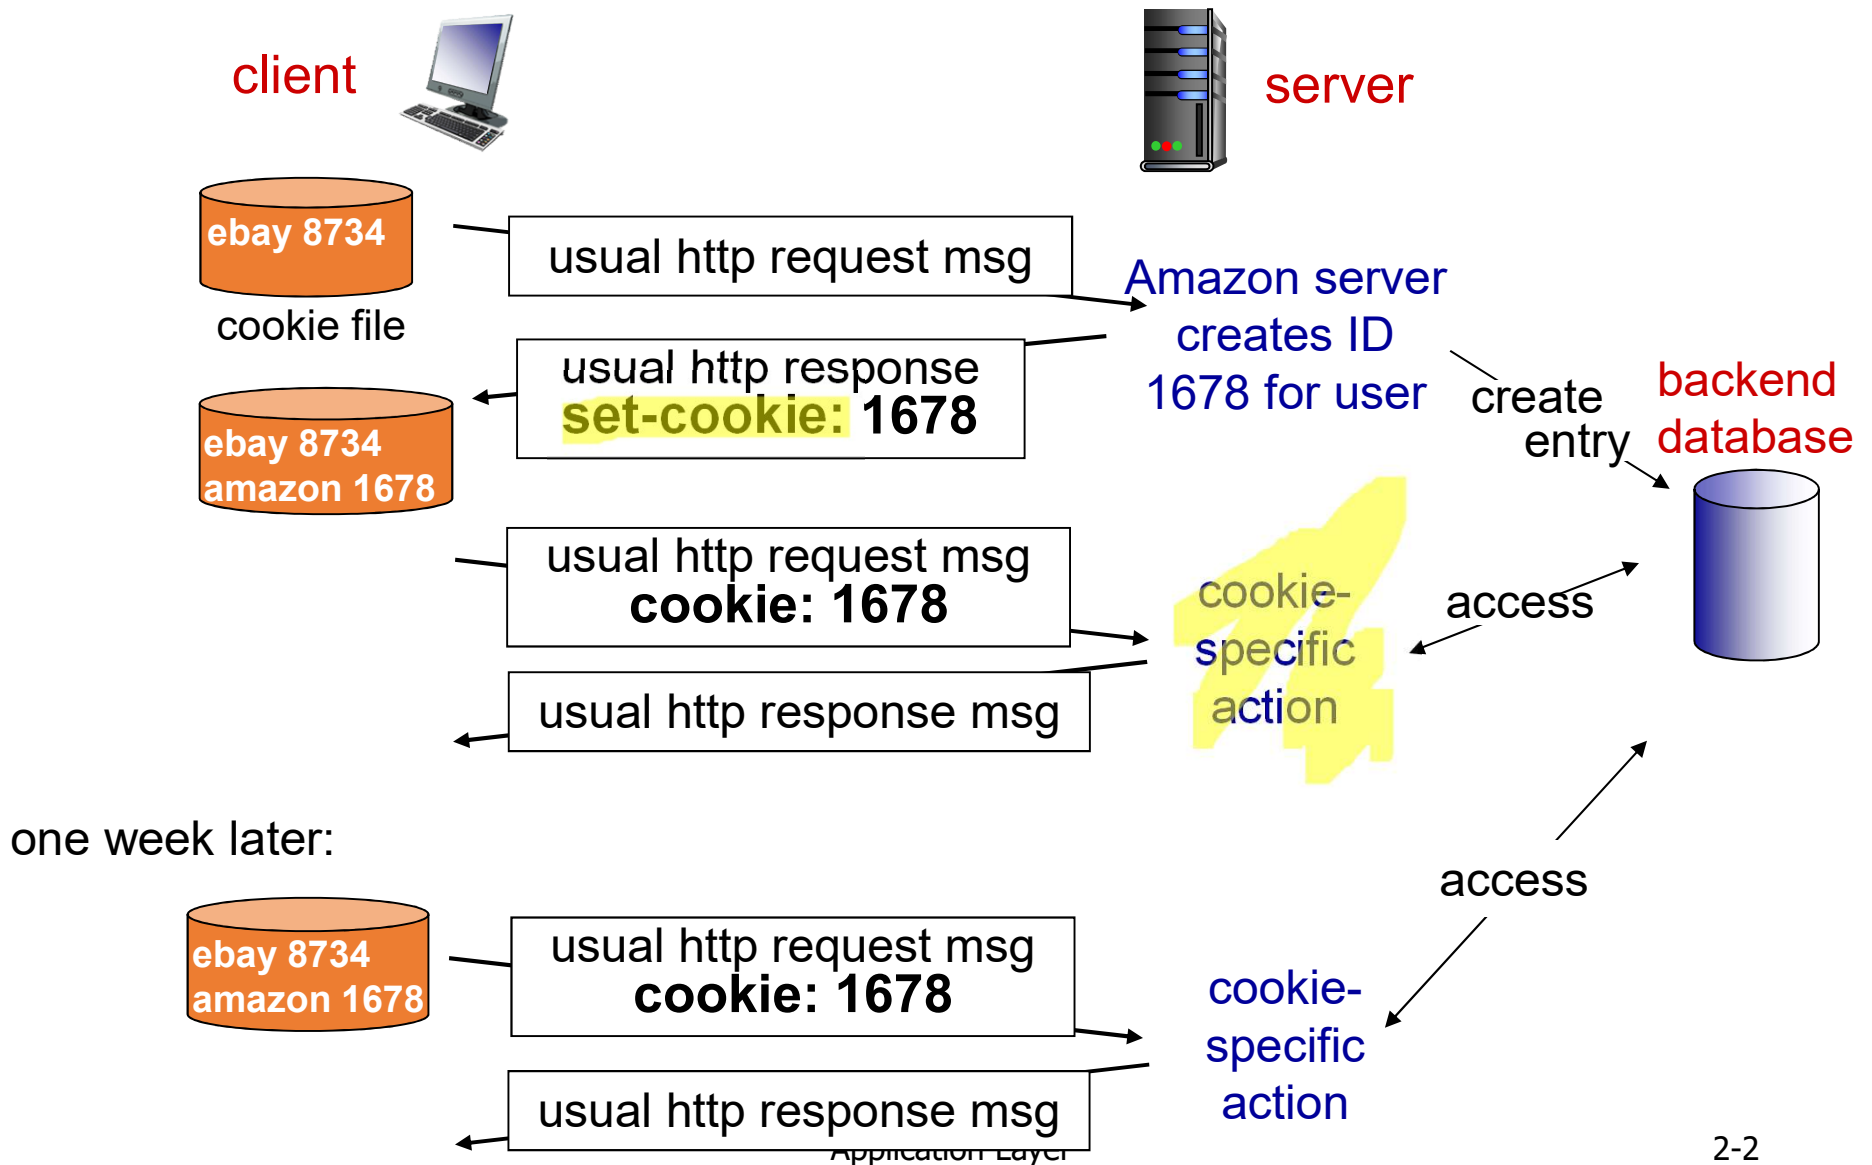 client
server
ebay 8734
usual http request msg
cookie file
Amazon server
creates ID
1678 for user
usual http response
set-cookie: 1678
create
entry
backend
database
ebay 8734
amazon 1678
usual http request msg
cookie: 1678
cookie-
specific
action
access
usual http response msg
one week later:
access
ebay 8734
amazon 1678
usual http request msg
cookie: 1678
cookie-
specific
action
usual http response msg
Application Layer
2-2